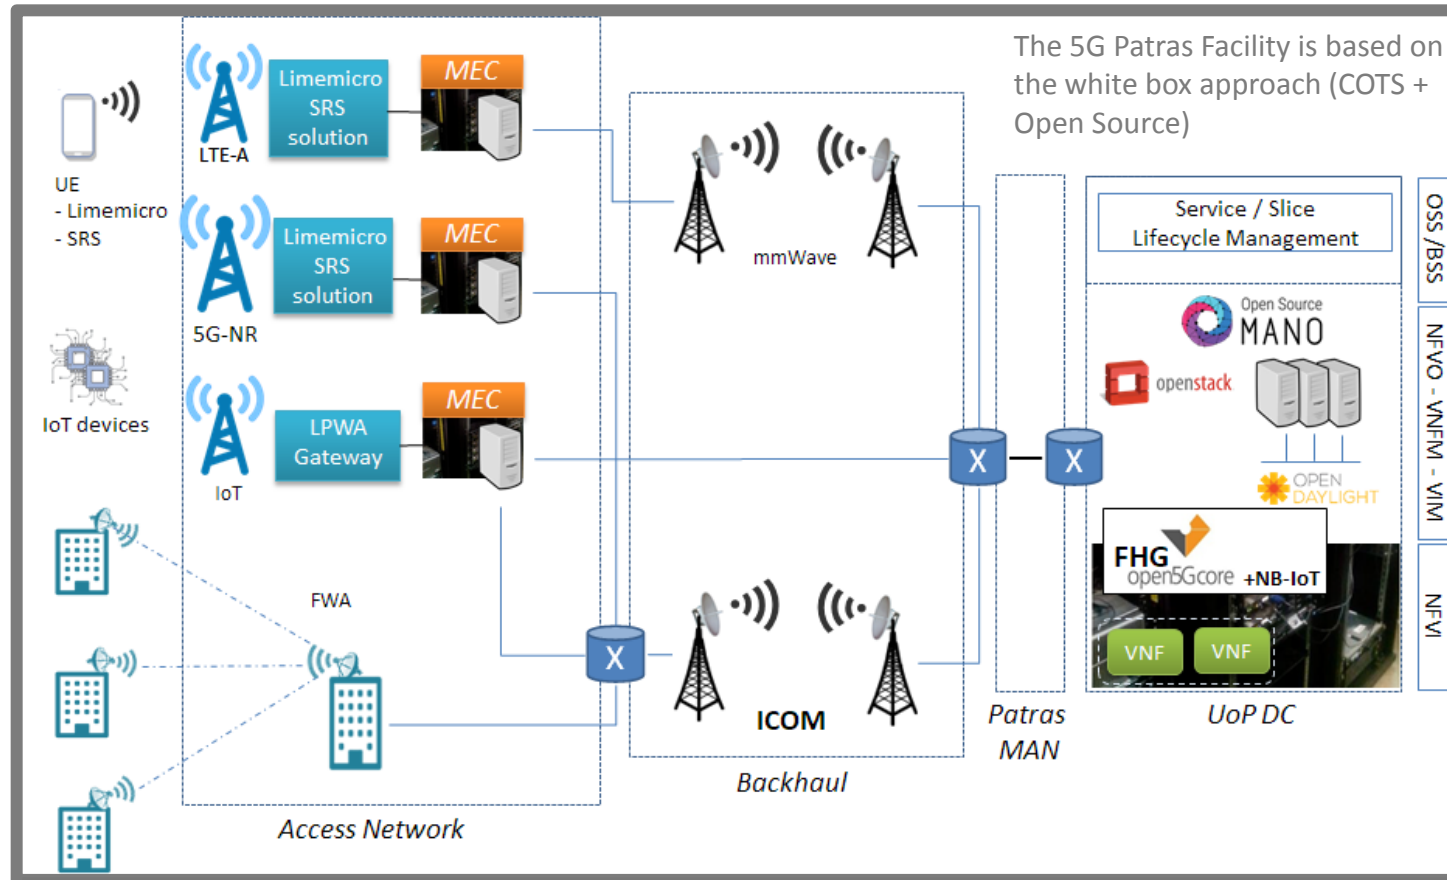 The 5G Patras Facility is based on
the white box approach (COTS +
Open Source)
UE
- Limemicro
- SRS
IoT devices
LTE-A
Limemicro
SRS
solution
MEC
5G-NR
Limemicro
SRS
solution
MEC
IoT
LPWA
Gateway
MEC
FWA
X
Access Network
mmWave
ICOM
Backhaul
X
X
Patras
MAN
Service / Slice
Lifecycle Management
Open Source
MANO
openstack
OPEN
DAYLIGHT
FHG
open5Gcore +NB-IoT
VNF
VNF
UoP DC
OSS /BSS
NFVO - VNFM - VIM
NFVI